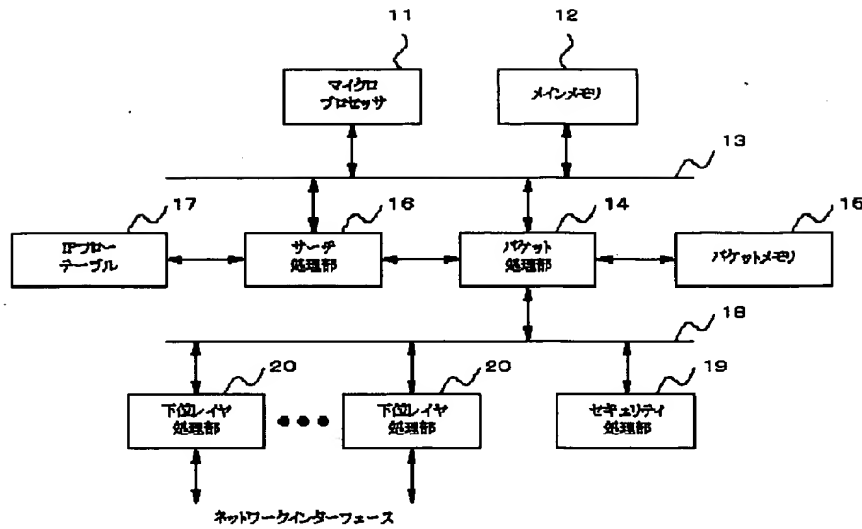 11
12
マイクロ
プロセッサ
メインメモリ
13
17
16
14
15
IPフロー
テーブル
サーチ
処理部
パケット
処理部
パケットメモリ
18
20
20
19
下位レイヤ
処理部
下位レイヤ
処理部
セキュリティ
処理部
ネットワークインターフェース